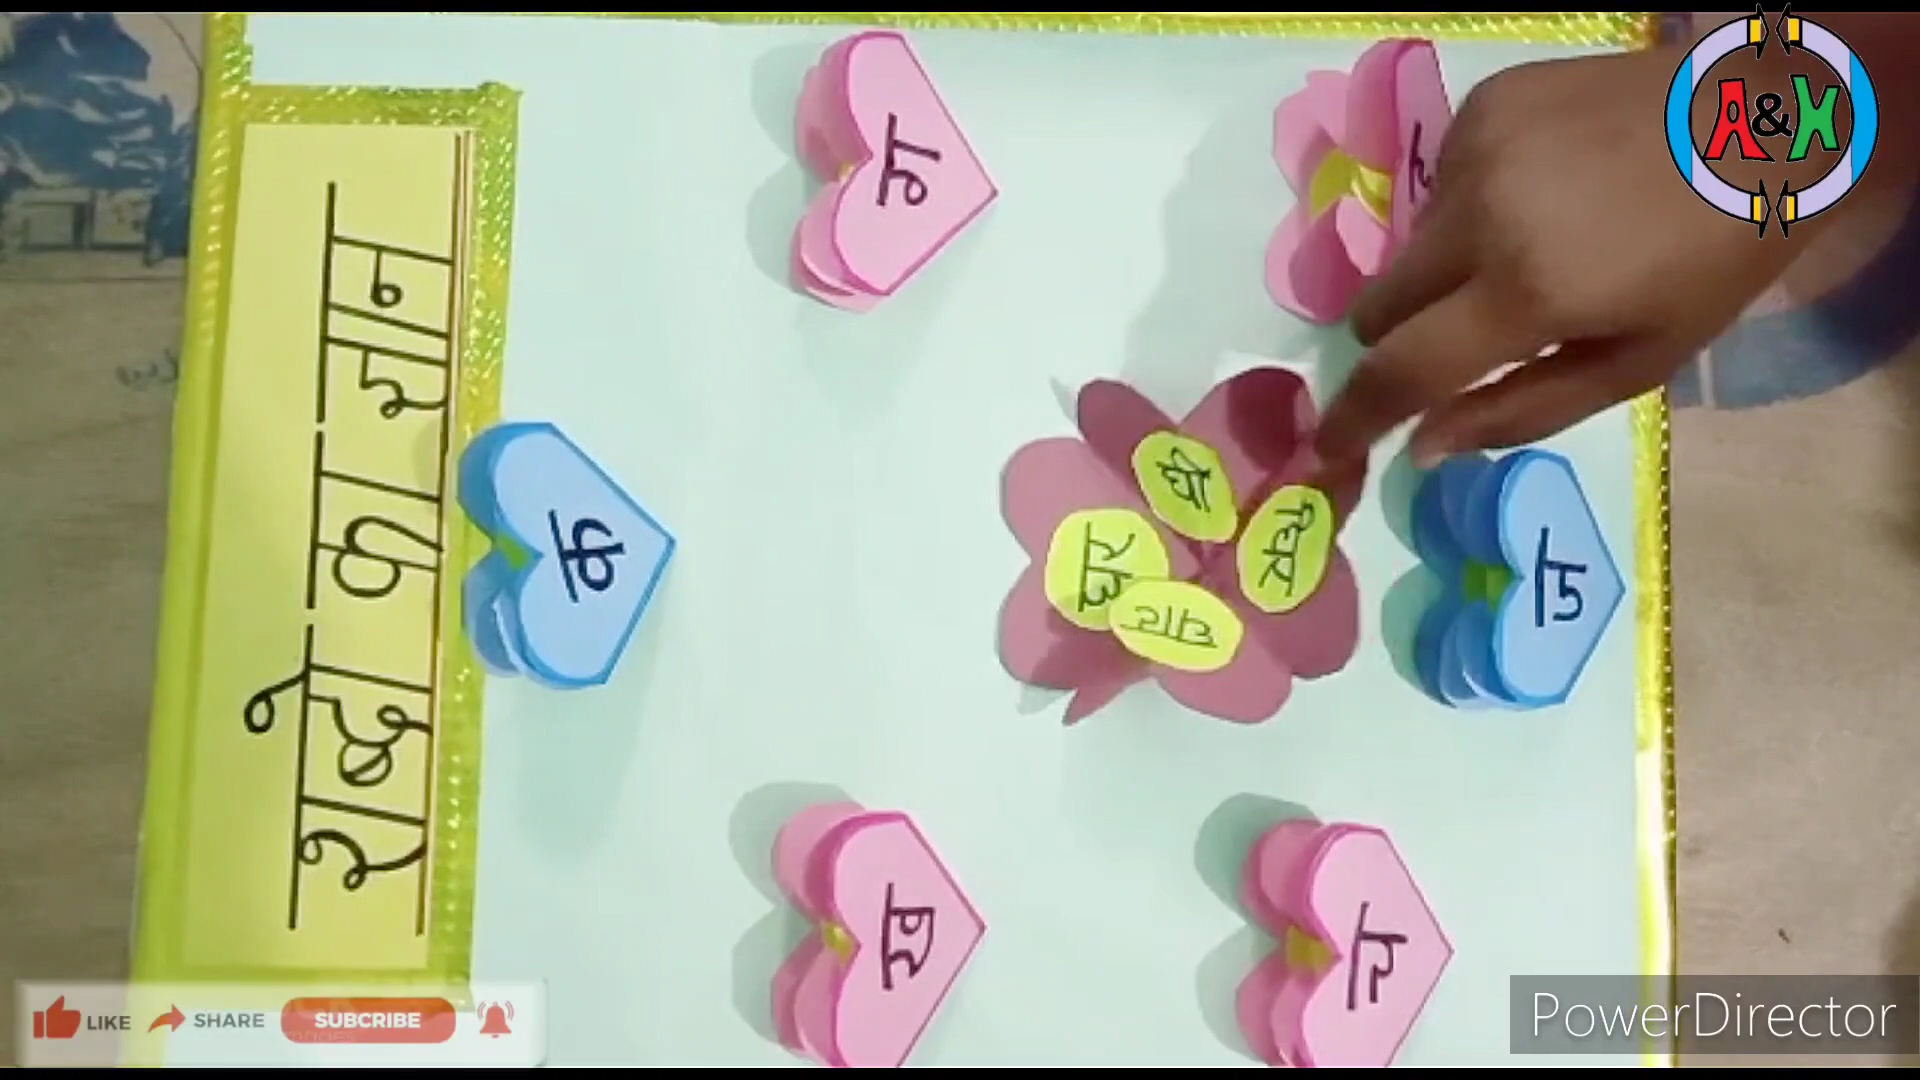 शब्दों का ज्ञान
क
ख
ग
घी
घर
घाट
च
ज
A&K
LIKE
SHARE
SUBSCRIBE
PowerDirector